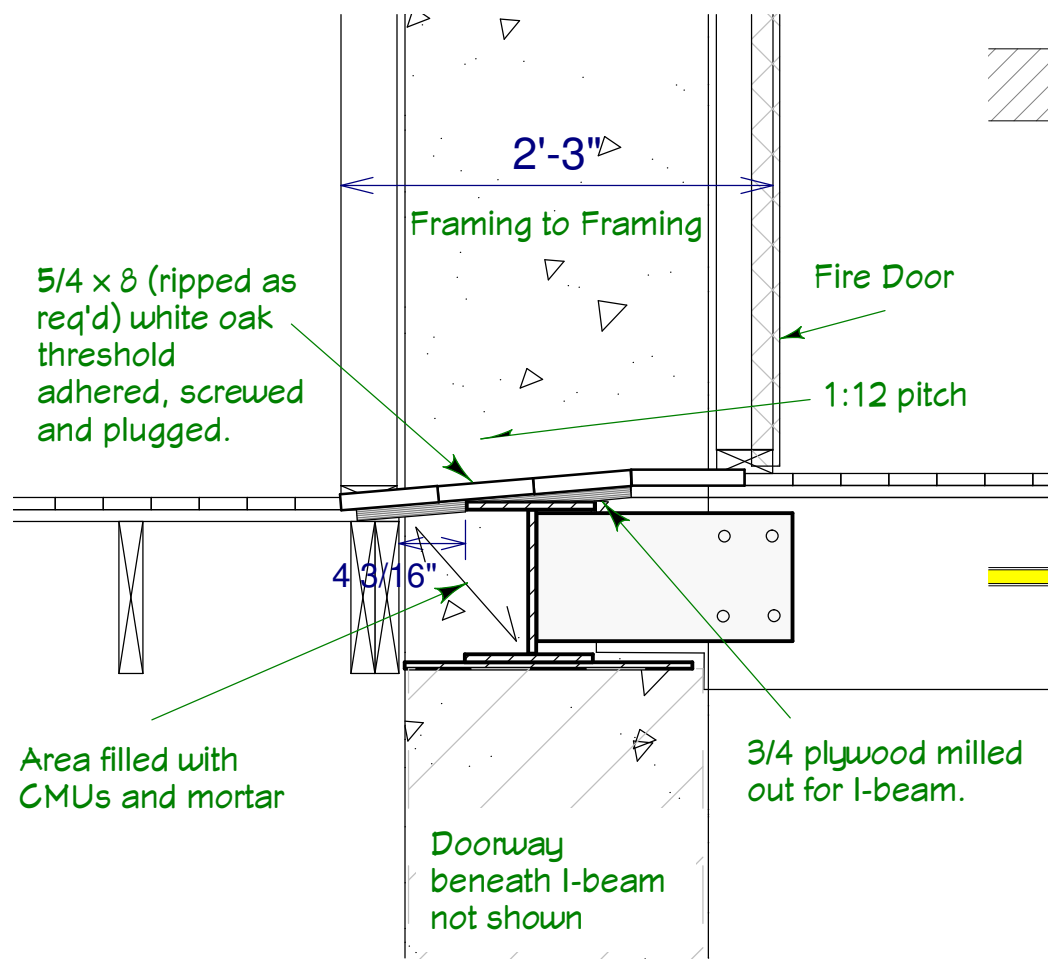 2'-3"
Framing to Framing
5/4 x 8 (ripped as
req'd) white oak
threshold
adhered, screwed
and plugged.
Fire Door
1:12 pitch
4 3/16"
Area filled with
CMUs and mortar
3/4 plywood milled
out for I-beam.
Doorway
beneath I-beam
not shown